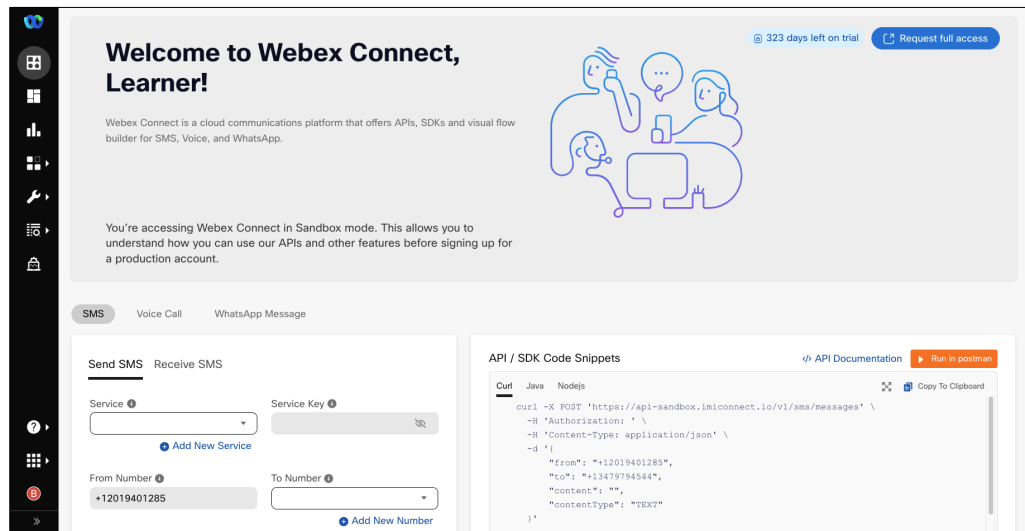 323 days left on trial
Request full access
Welcome to Webex Connect,
Learner!
Webex Connect is a cloud communications platform that offers APIs, SDKs and visual flow
builder for SMS, Voice, and WhatsApp.
You're accessing Webex Connect in Sandbox mode. This allows you to
understand how you can use our APIs and other features before signing up for
a production account.
SMS Voice Call WhatsApp Message
Send SMS Receive SMS
Service
Service Key
Add New Service
From Number
To Number
+12019401285
Add New Number
B
API / SDK Code Snippets
</> API Documentation
Run in postman
Curl Java Nodejs
Copy To Clipboard
curl -X POST 'https://api-sandbox.imiconnect.io/v1/sms/messages' \
-H 'Authorization: ' \
-H 'Content-Type: application/json' \
-d '{
"from": "+12019401285",
"to": "+13479794544",
"content": "",
"contentType": "TEXT"
}'